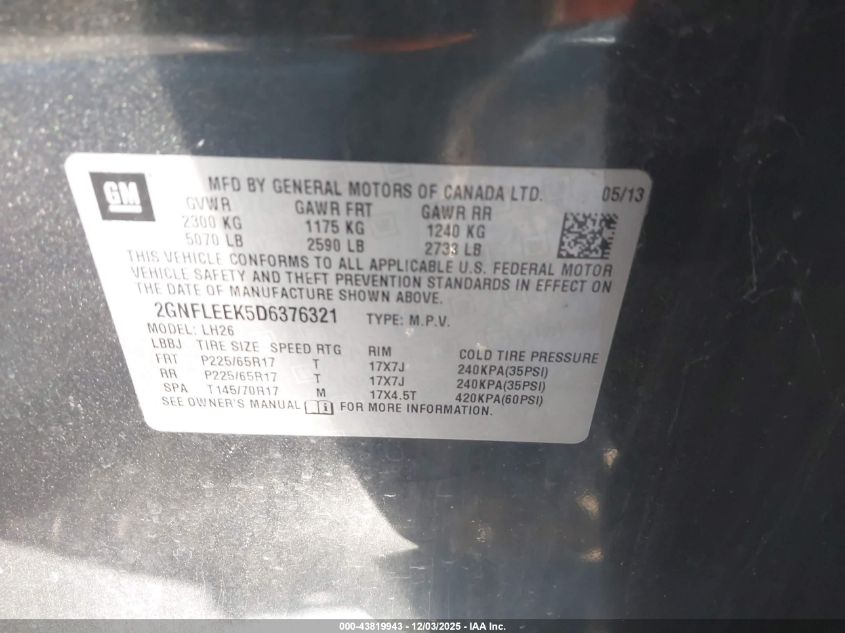 GM
MFD BY GENERAL MOTORS OF CANADA LTD. 05/13
GVWR GAWR FRT GAWR RR
2300 KG 1175 KG 1240 KG
5070 LB 2590 LB 2733 LB
THIS VEHICLE CONFORMS TO ALL APPLICABLE U.S. FEDERAL MOTOR
VEHICLE SAFETY AND THEFT PREVENTION STANDARDS IN EFFECT ON
THE DATE OF MANUFACTURE SHOWN ABOVE.
2GNFLEEK5D6376321 TYPE: M.P.V.
MODEL: LH26
LBBJ TIRE SIZE SPEED RTG RIM COLD TIRE PRESSURE
FRT P225/65R17 T 17X7J 240KPA(35PSI)
RR P225/65R17 T 17X7J 240KPA(35PSI)
SPA T145/70R17 M 17X4.5T 420KPA(60PSI)
SEE OWNER'S MANUAL FOR MORE INFORMATION.
000-43819943 - 12/03/2025 - IAA Inc.